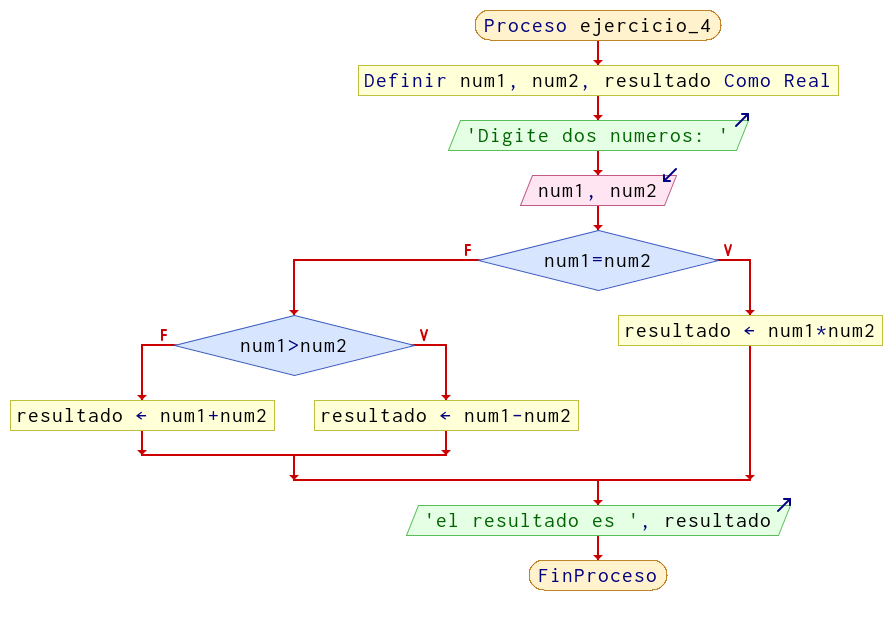 Proceso ejercicio_4
Definir num1, num2, resultado Como Real
'Digite dos numeros: '
num1, num2
num1=num2
F
V
num1>num2
F
V
resultado ← num1*num2
resultado ← num1+num2
resultado ← num1-num2
'el resultado es ', resultado
FinProceso